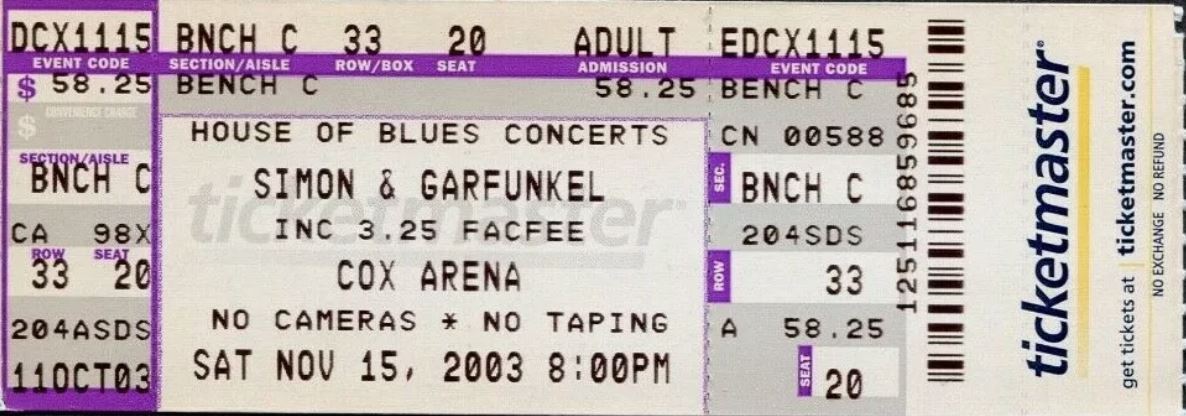 DCX1115 BNCH C 33 20 ADULT EDCX1115
EVENT CODE SECTION/AISLE ROW/BOX SEAT ADMISSION EVENT CODE
$ 58.25 BENCH C 58.25 BENCH C
CONVENIENCE CHARGE
$
HOUSE OF BLUES CONCERTS
CN 00588
SECTION/AISLE
BNCH C
SIMON & GARFUNKEL
SEC. BNCH C
ticketmaster
CA 98X
INC 3.25 FACFEE
204SDS
ROW SEAT
33 20
COX ARENA
ROW 33
204ASDS
NO CAMERAS * NO TAPING
A 58.25
11OCT03
SAT NOV 15, 2003 8:00PM
SEAT 20
125116859685
ticketmaster
get tickets at ticketmaster.com
NO EXCHANGE NO REFUND